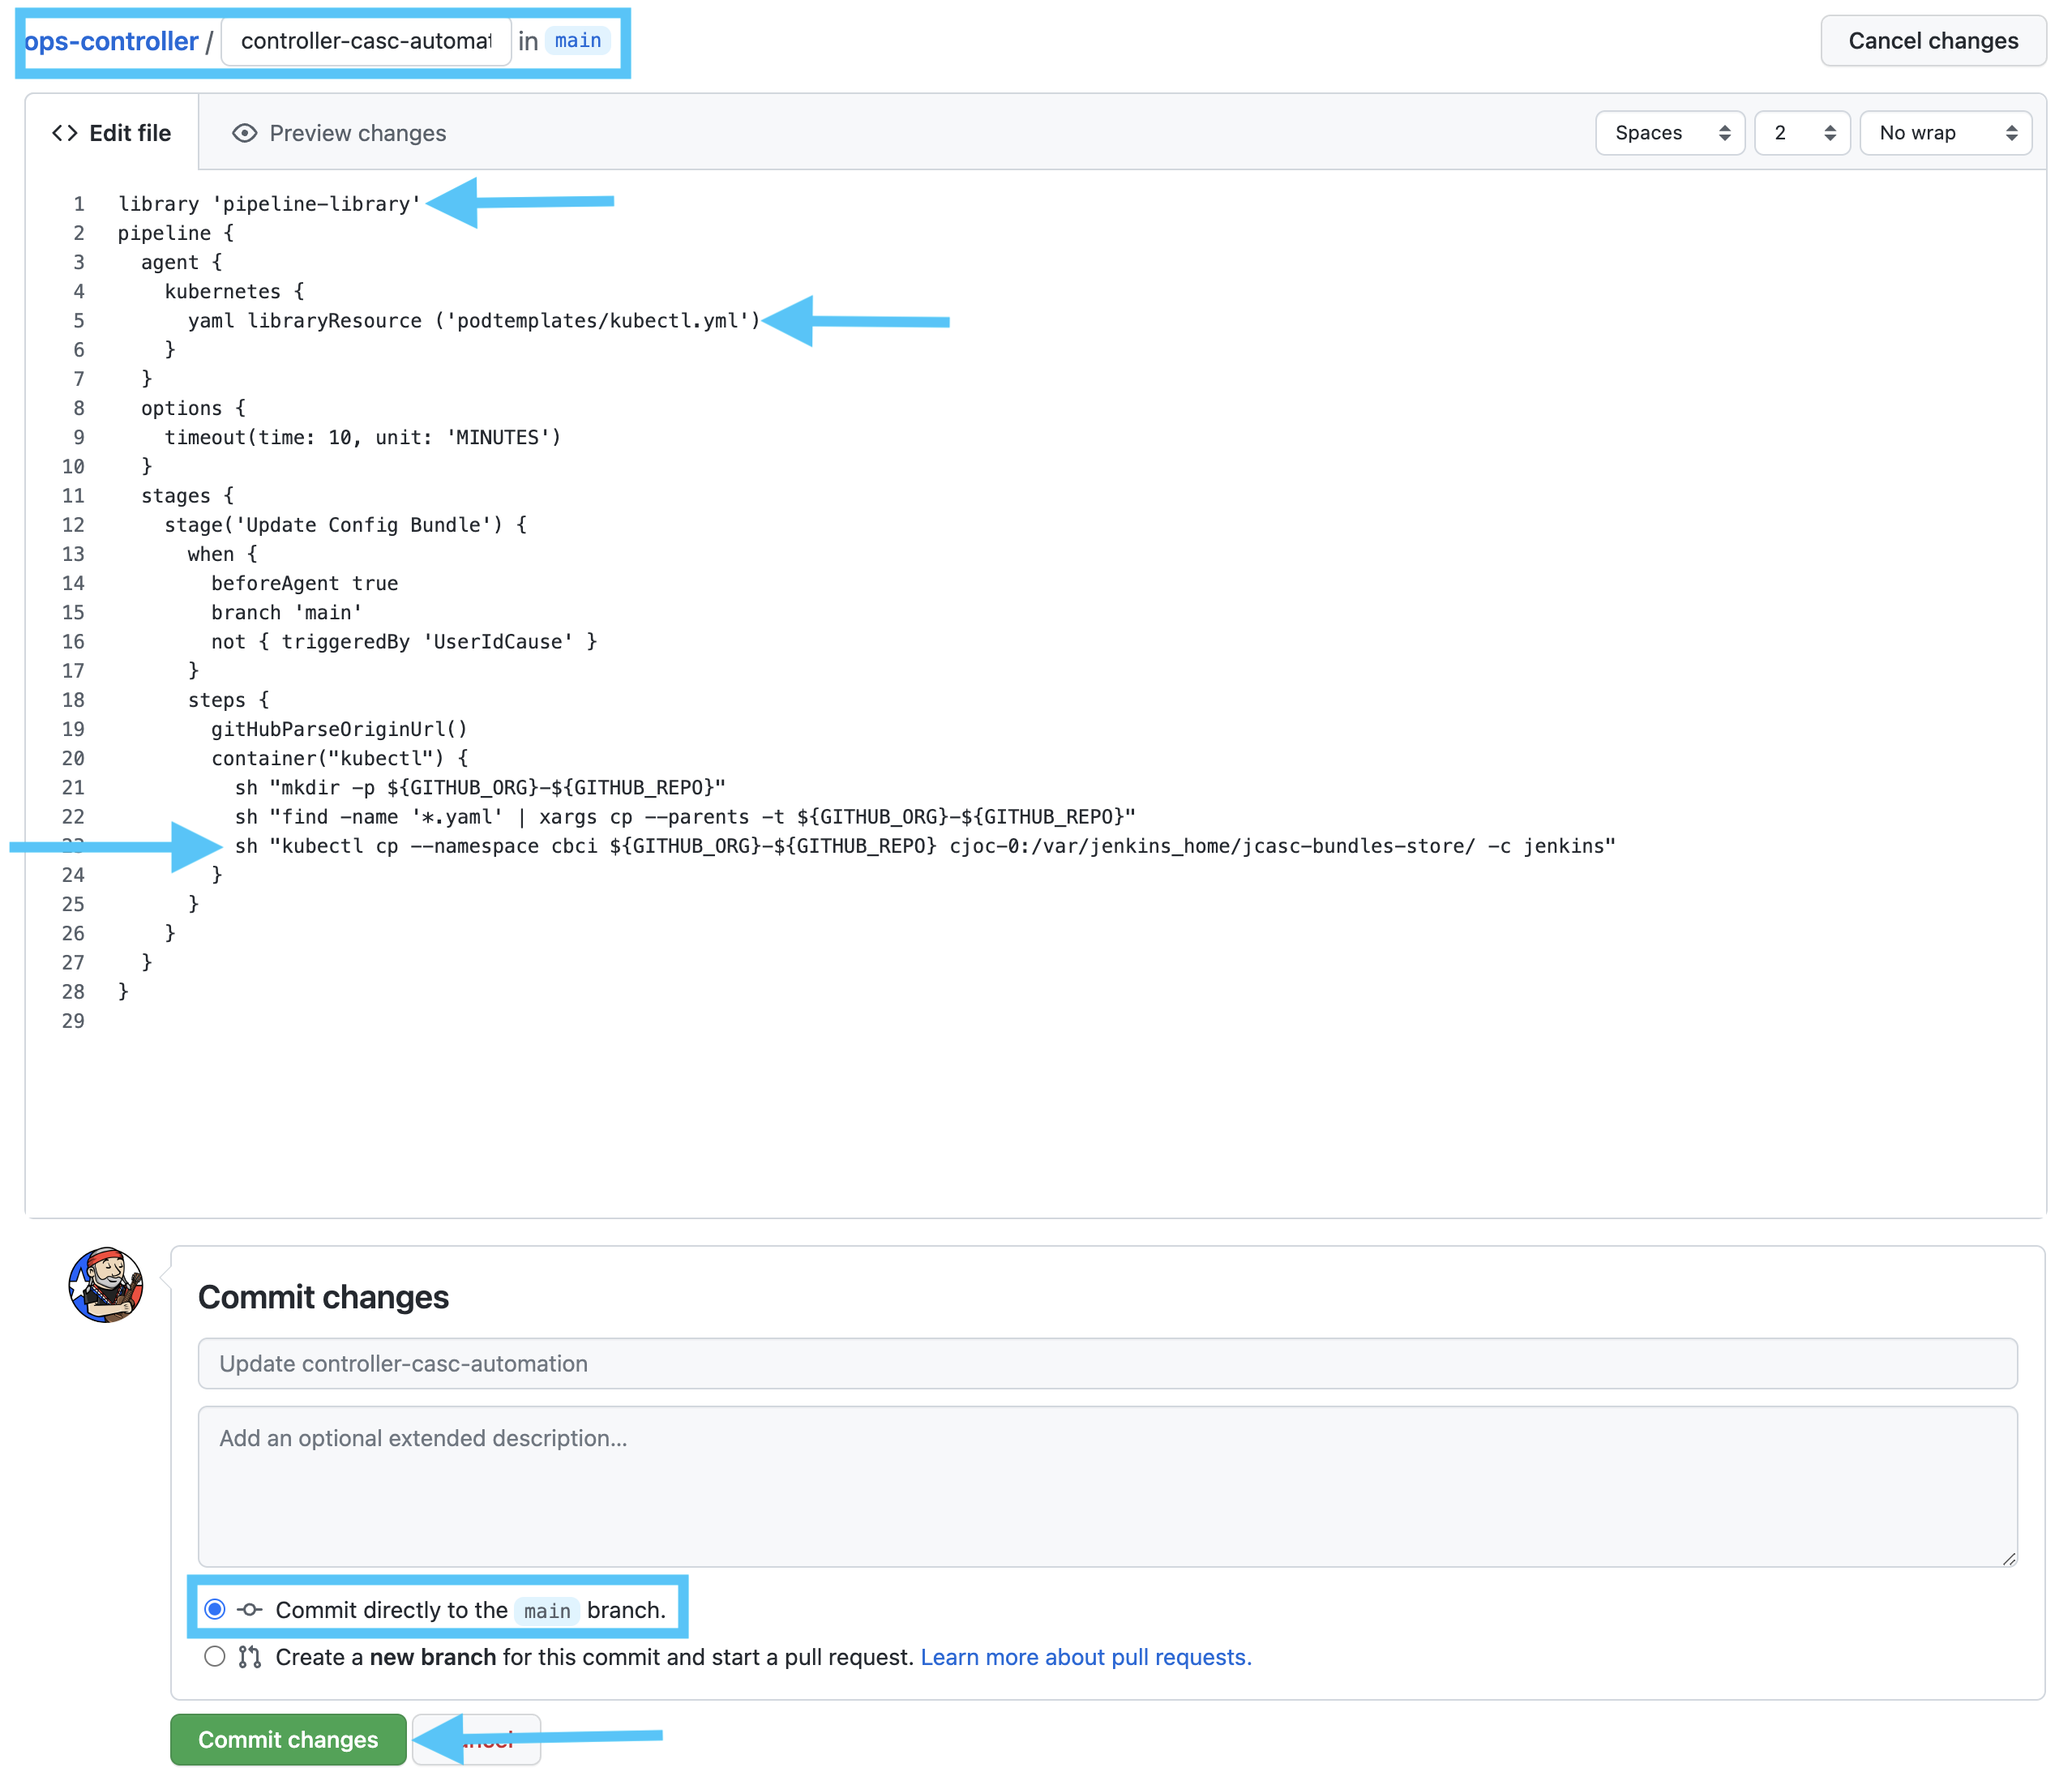 ops-controller / controller-casc-automat in main
Cancel changes
Edit file
Preview changes
Spaces
2
No wrap
1 library 'pipeline-library'
2 pipeline {
3   agent {
4     kubernetes {
5       yaml libraryResource ('podtemplates/kubectl.yml')
6     }
7   }
8   options {
9     timeout(time: 10, unit: 'MINUTES')
10   }
11   stages {
12     stage('Update Config Bundle') {
13       when {
14         beforeAgent true
15         branch 'main'
16         not { triggeredBy 'UserIdCause' }
17       }
18       steps {
19         gitHubParseOriginUrl()
20         container("kubectl") {
21           sh "mkdir -p ${GITHUB_ORG}-${GITHUB_REPO}"
22           sh "find -name '*.yaml' | xargs cp --parents -t ${GITHUB_ORG}-${GITHUB_REPO}"
sh "kubectl cp --namespace cbci ${GITHUB_ORG}-${GITHUB_REPO} cjoc-0:/var/jenkins_home/jcasc-bundles-store/ -c jenkins"
24         }
25       }
26     }
27   }
28 }
29
Commit changes
Update controller-casc-automation
Add an optional extended description...
Commit directly to the main branch.
Create a new branch for this commit and start a pull request. Learn more about pull requests.
Commit changes